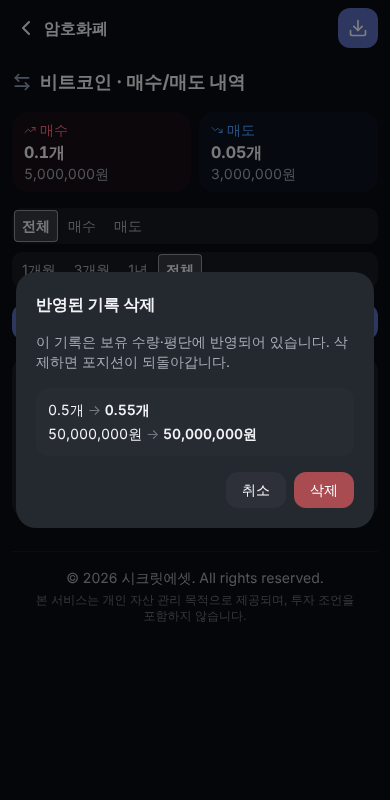 암호화폐
비트코인 · 매수/매도 내역
매수
0.1개
5,000,000원
매도
0.05개
3,000,000원
전체 매수 매도
1개월 3개월 1년 전체
반영된 기록 삭제
이 기록은 보유 수량·평단에 반영되어 있습니다. 삭
제하면 포지션이 되돌아갑니다.
0.5개 → 0.55개
50,000,000원 → 50,000,000원
취소 삭제
© 2026 시크릿에셋. All rights reserved.
본 서비스는 개인 자산 관리 목적으로 제공되며, 투자 조언을
포함하지 않습니다.